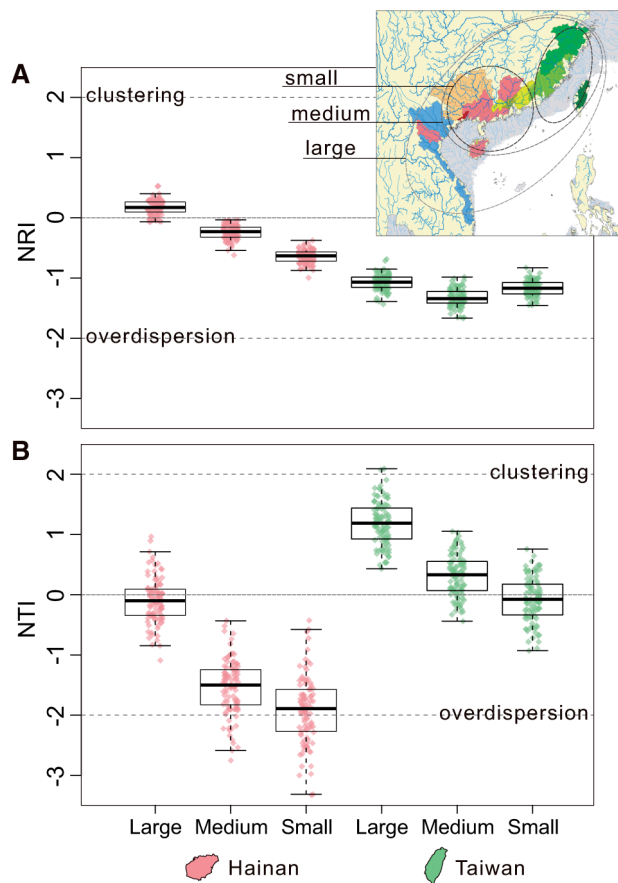 A
small
medium
large
2
clustering
1
0
-1
-2
overdispersion
-3
NRI
B
2
clustering
1
0
-1
-2
overdispersion
-3
NTI
Large Medium Small Large Medium Small
Hainan Taiwan